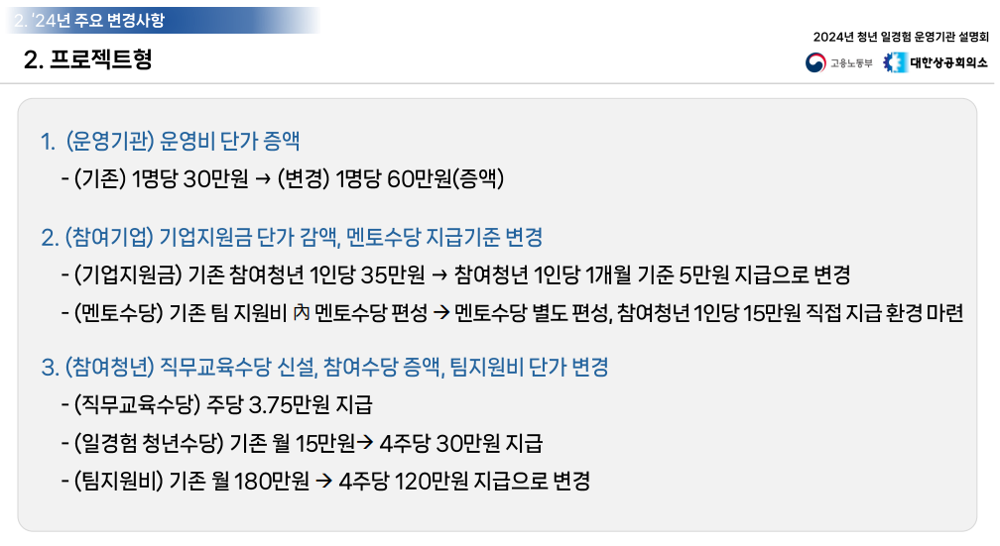 2. '24년 주요 변경사항
2024년 청년 일경험 운영기관 설명회
2. 프로젝트형
고용노동부 대한상공회의소
1. (운영기관) 운영비 단가 증액
- (기존) 1명당 30만원 → (변경) 1명당 60만원(증액)
2. (참여기업) 기업지원금 단가 감액, 멘토수당 지급기준 변경
- (기업지원금) 기존 참여청년 1인당 35만원 → 참여청년 1인당 1개월 기준 5만원 지급으로 변경
- (멘토수당) 기존 팀 지원비 內 멘토수당 편성 → 멘토수당 별도 편성, 참여청년 1인당 15만원 직접 지급 환경 마련
3. (참여청년) 직무교육수당 신설, 참여수당 증액, 팀지원비 단가 변경
- (직무교육수당) 주당 3.75만원 지급
- (일경험 청년수당) 기존 월 15만원→ 4주당 30만원 지급
- (팀지원비) 기존 월 180만원 → 4주당 120만원 지급으로 변경